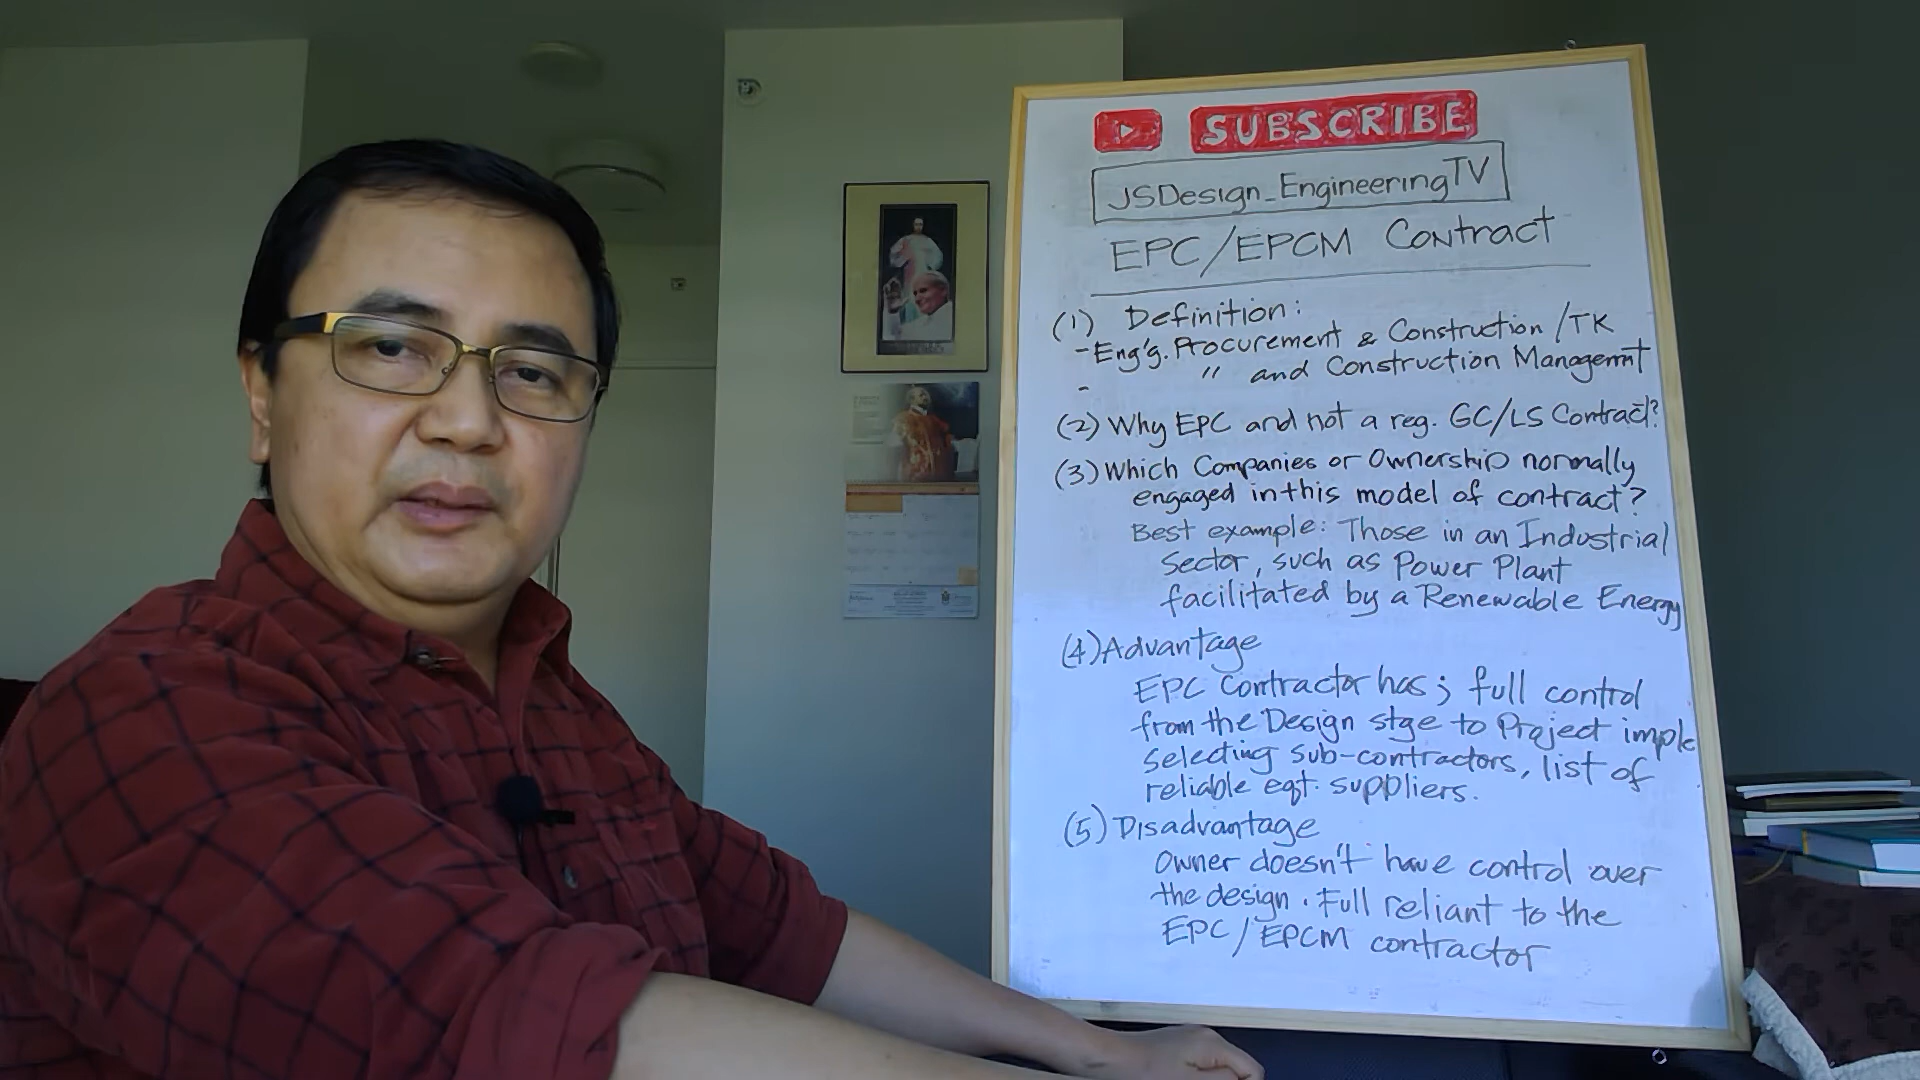 SUBSCRIBE
JSDesign_EngineeringTV
EPC/EPCM Contract
(1) Definition:
- Eng'g. Procurement & Construction/TK
- " and Construction Managemnt
(2) Why EPC and not a reg. GC/LS Contract?
(3) Which Companies or Ownership normally
engaged in this model of contract?
Best example: Those in an Industrial
Sector, such as Power Plant
facilitated by a Renewable Energy
(4) Advantage
EPC Contractor has; full control
from the Design stge to Project imple
Selecting sub-contractors, list of
reliable eqt. suppliers.
(5) Disadvantage
Owner doesn't have control over
the design. Full reliant to the
EPC/EPCM contractor